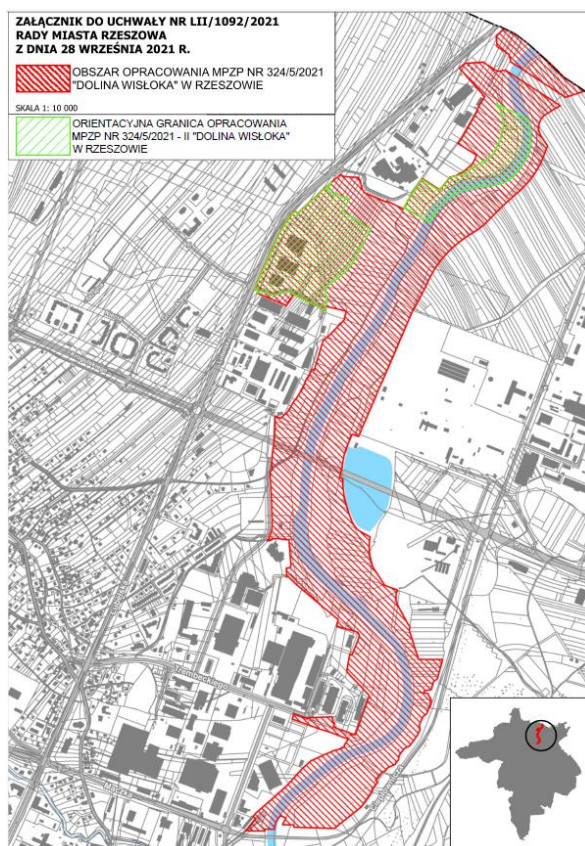 ZAŁĄCZNIK DO UCHWAŁY NR LII/1092/2021
RADY MIASTA RZESZOWA
Z DNIA 28 WRZEŚNIA 2021 R.
OBSZAR OPRACOWANIA MPZP NR 324/5/2021
"DOLINA WISŁOKA" W RZESZOWIE
SKALA 1: 10 000
ORIENTACYJNA GRANICA OPRACOWANIA
MPZP NR 324/5/2021 - II "DOLINA WISŁOKA"
W RZESZOWIE
Trembeckiego